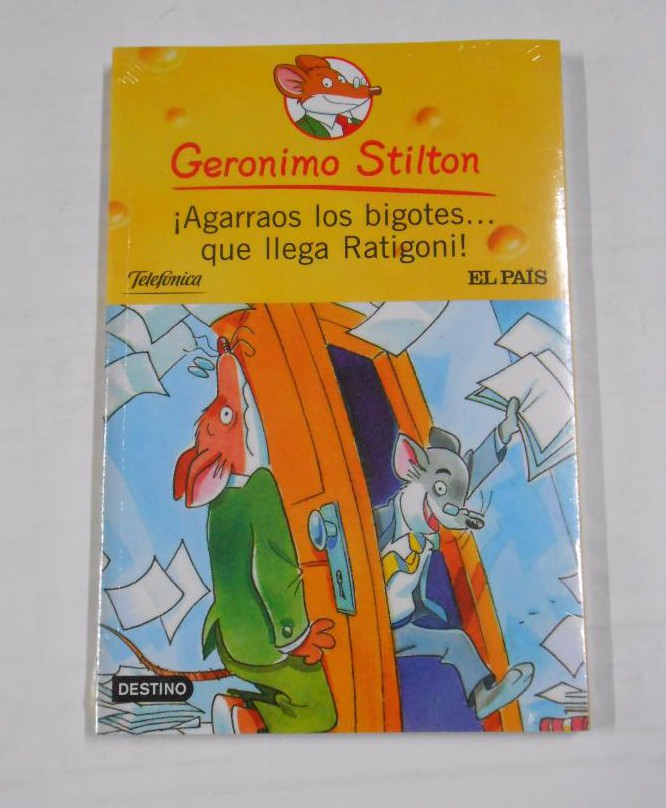 Geronimo Stilton
¡Agarraos los bigotes...
que llega Ratigoni!
Telefónica
EL PAÍS
DESTINO